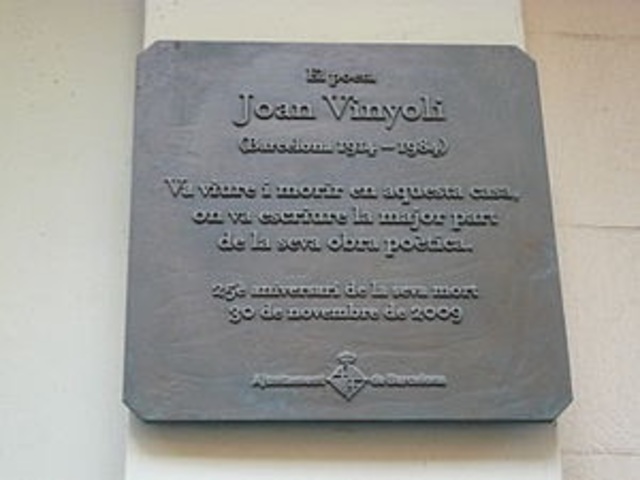 El poeta
Joan Vinyoli
(Barcelona 1914 – 1984)
Va viure i morir en aquesta casa,
on va escriure la major part
de la seva obra poètica.
25è aniversari de la seva mort
30 de novembre de 2009
Ajuntament de Barcelona